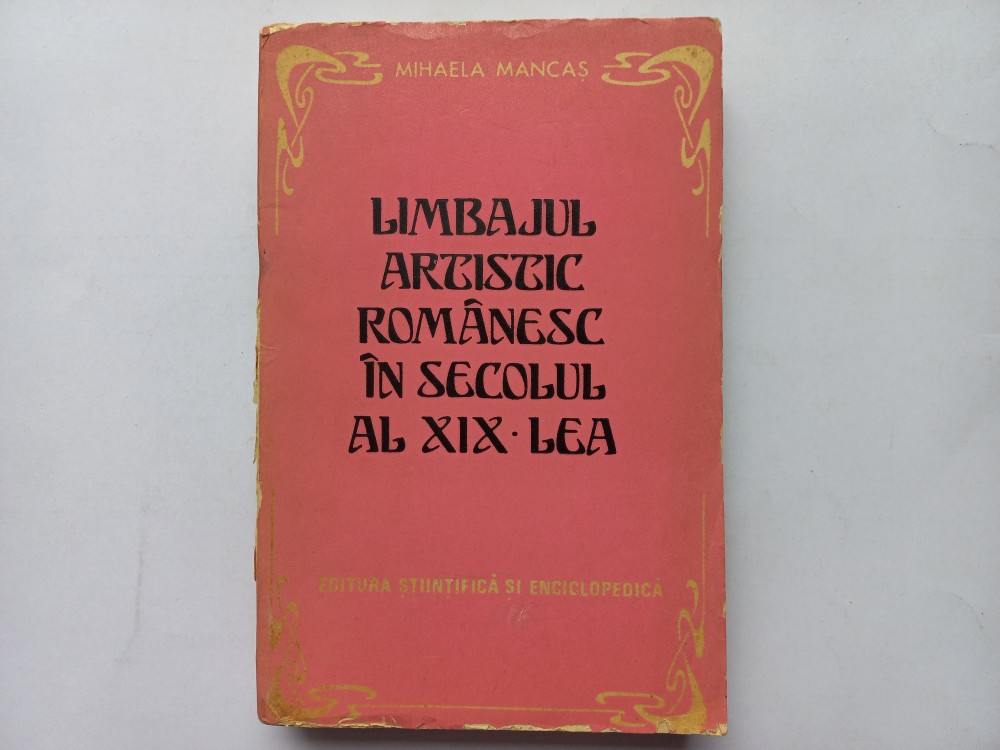 MIHAELA MANCAȘ
LIMBAJUL
ARTISTIC
ROMÂNESC
ÎN SECOLUL
AL XIX·LEA
EDITURA ȘTIINȚIFICĂ ȘI ENCICLOPEDICĂ